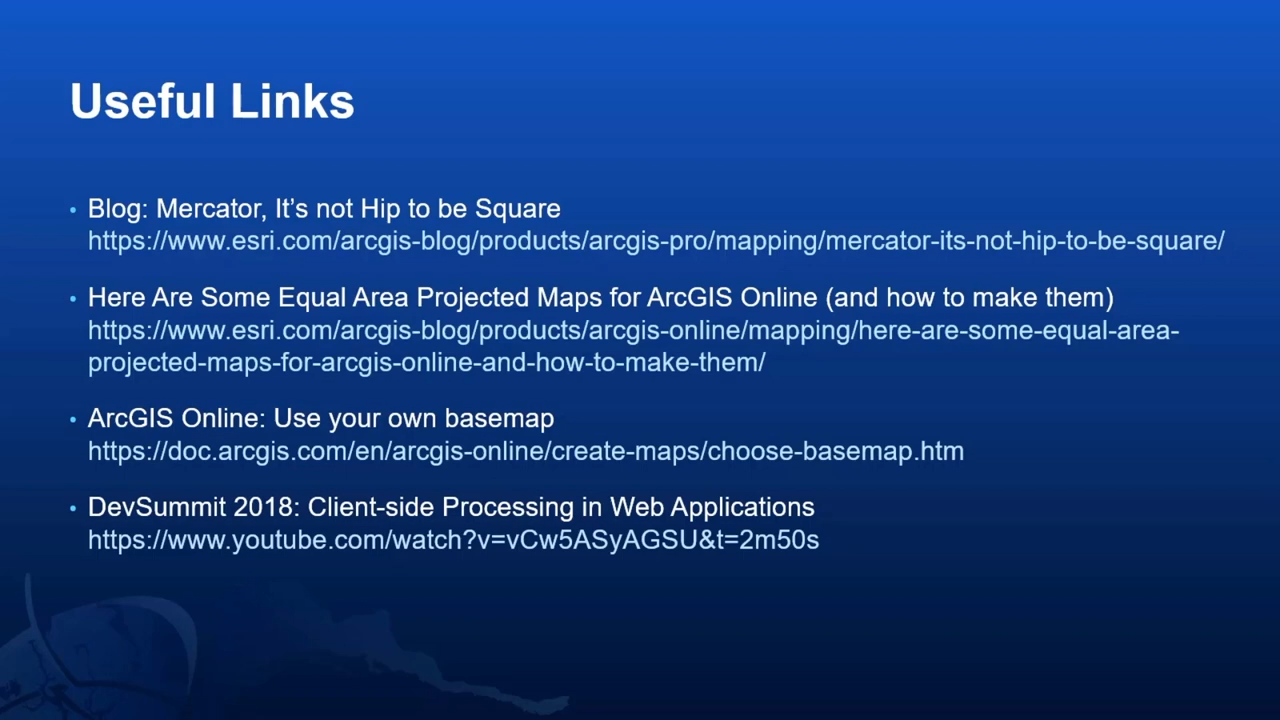 Useful Links
• Blog: Mercator, It’s not Hip to be Square
https://www.esri.com/arcgis-blog/products/arcgis-pro/mapping/mercator-its-not-hip-to-be-square/
• Here Are Some Equal Area Projected Maps for ArcGIS Online (and how to make them)
https://www.esri.com/arcgis-blog/products/arcgis-online/mapping/here-are-some-equal-area-
projected-maps-for-arcgis-online-and-how-to-make-them/
• ArcGIS Online: Use your own basemap
https://doc.arcgis.com/en/arcgis-online/create-maps/choose-basemap.htm
• DevSummit 2018: Client-side Processing in Web Applications
https://www.youtube.com/watch?v=vCw5ASyAGSU&t=2m50s